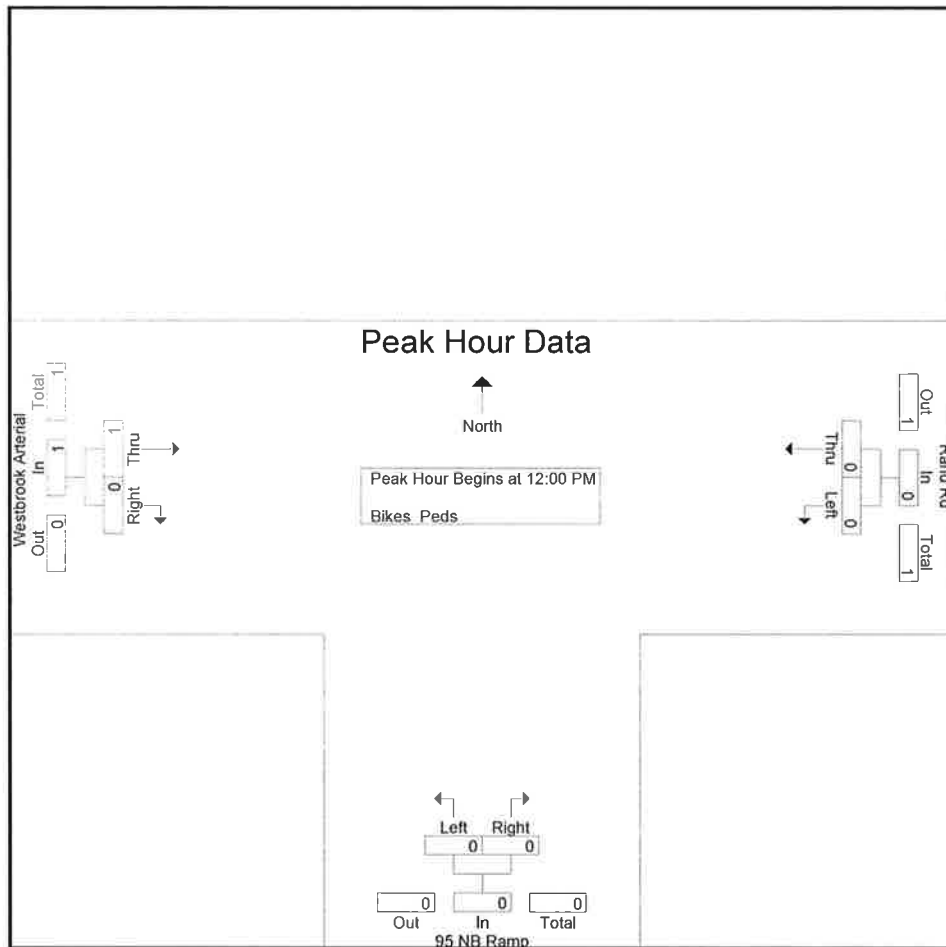 Peak Hour Data
North
Peak Hour Begins at 12:00 PM
Bikes Peds
Westbrook Arterial
Out
In
Total
0
1
1
Right
Thru
0
1
Rand Rd
Out
In
Total
1
0
1
Thru
Left
0
0
Left
Right
0
0
0
0
0
Out
In
Total
95 NB Ramp